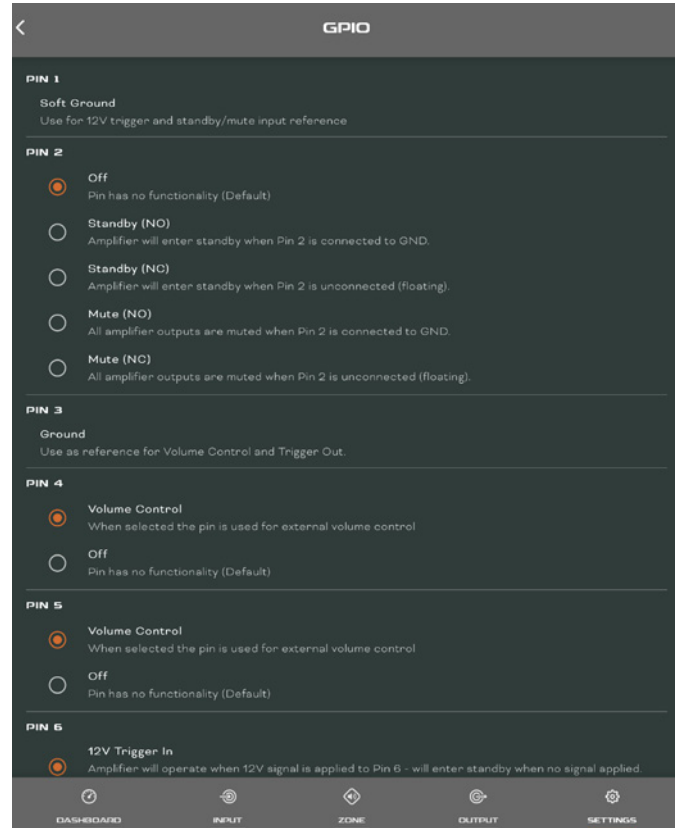 GPIO
PIN 1
Soft Ground
Use for 12V trigger and standby/mute input reference
PIN 2
Off
Pin has no functionality (Default)
Standby (NO)
Amplifier will enter standby when Pin 2 is connected to GND.
Standby (NC)
Amplifier will enter standby when Pin 2 is unconnected (floating).
Mute (NO)
All amplifier outputs are muted when Pin 2 is connected to GND.
Mute (NC)
All amplifier outputs are muted when Pin 2 is unconnected (floating).
PIN 3
Ground
Use as reference for Volume Control and Trigger Out.
PIN 4
Volume Control
When selected the pin is used for external volume control
Off
Pin has no functionality (Default)
PIN 5
Volume Control
When selected the pin is used for external volume control
Off
Pin has no functionality (Default)
PIN 6
12V Trigger In
Amplifier will operate when 12V signal is applied to Pin 6 - will enter standby when no signal applied.
DASHBOARD INPUT ZONE OUTPUT SETTINGS